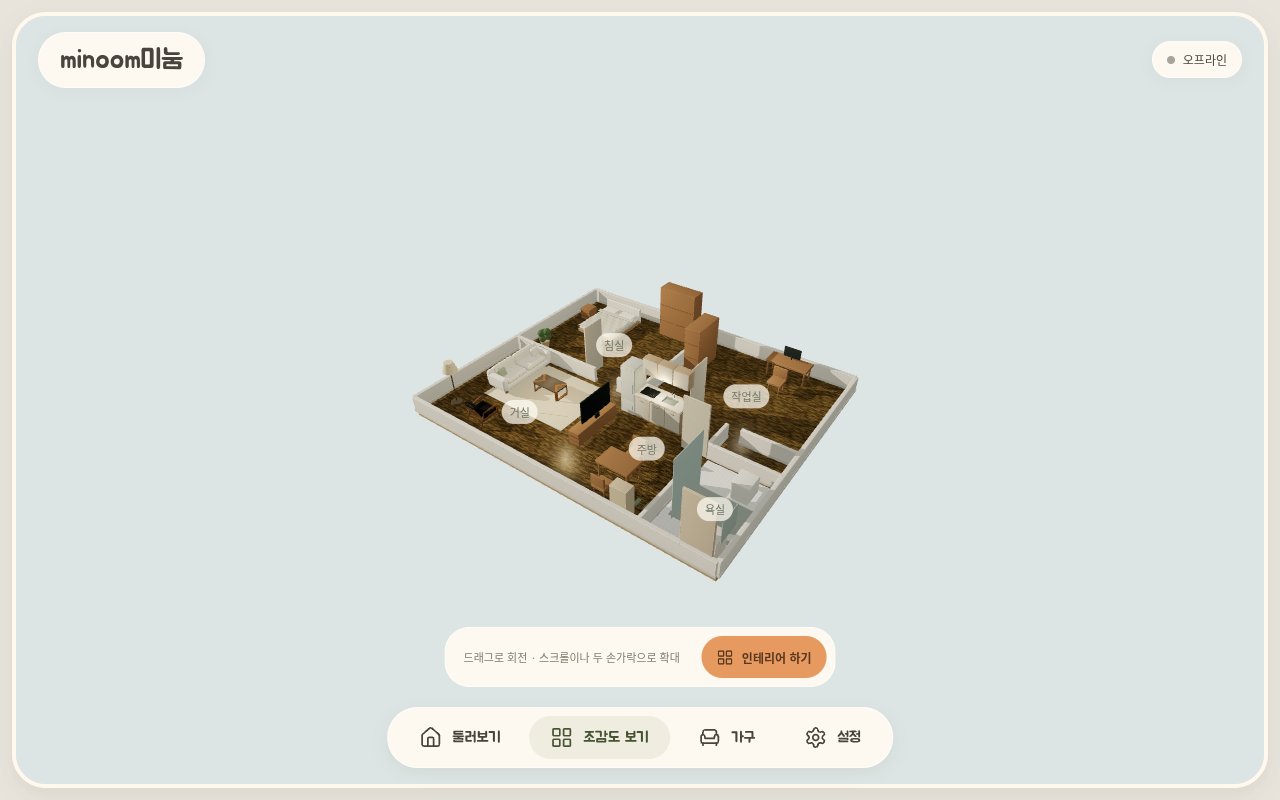 minoom미눔
오프라인
침실
작업실
거실
주방
욕실
드래그로 회전 · 스크롤이나 두 손가락으로 확대
인테리어 하기
둘러보기
조감도 보기
가구
설정